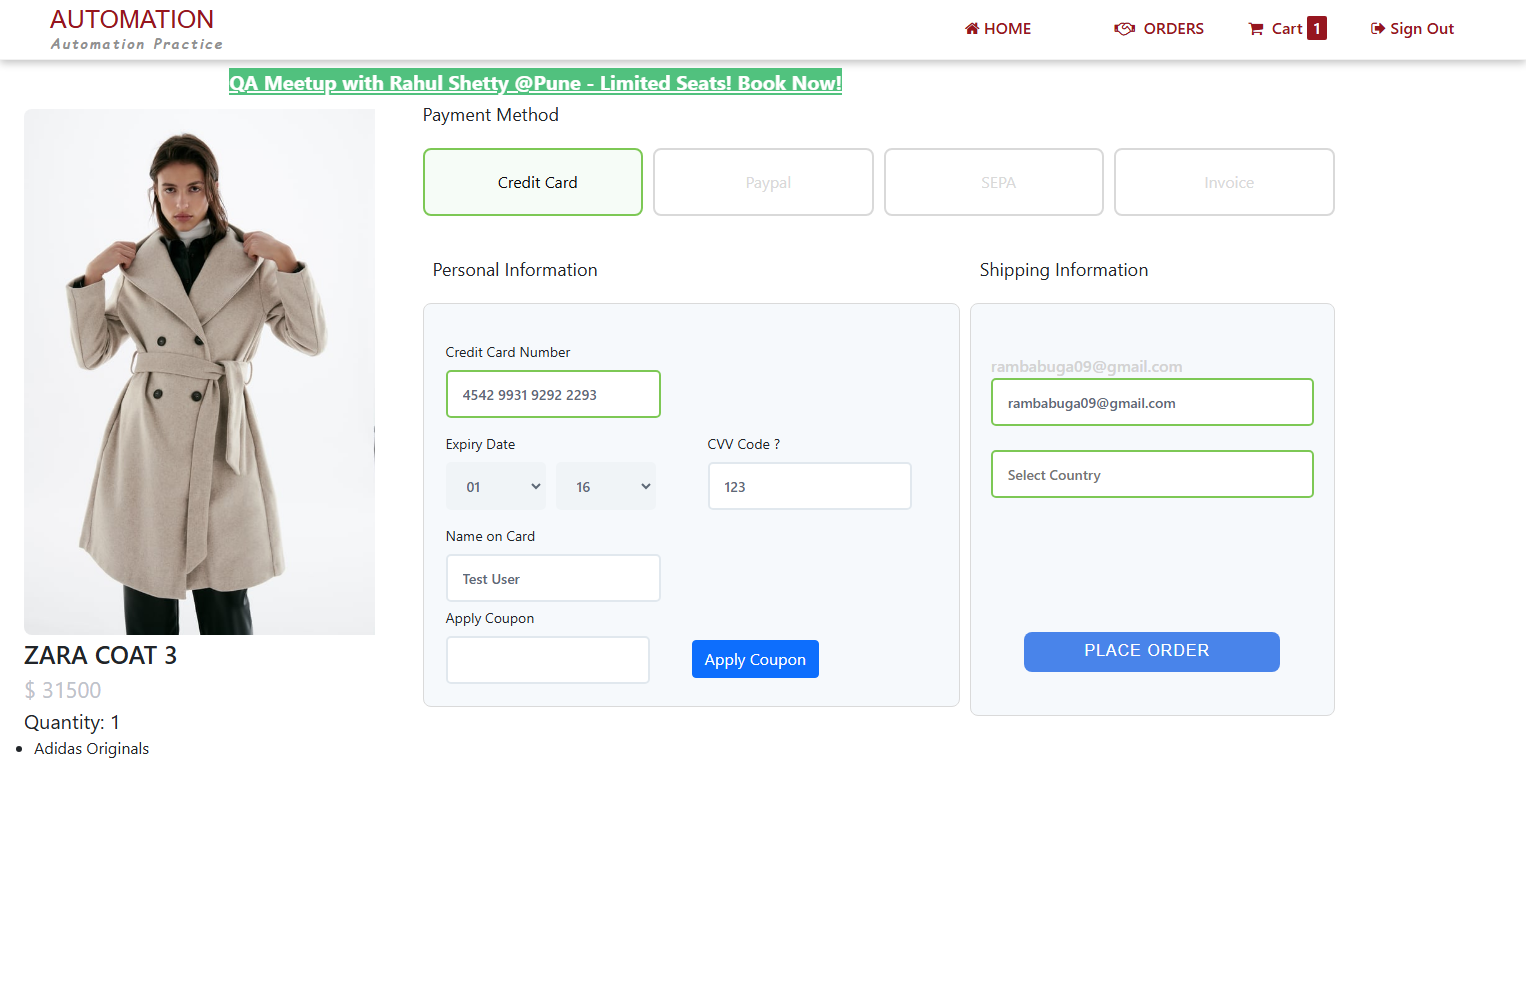 AUTOMATION
Automation Practice
HOME
ORDERS
Cart 1
Sign Out
QA Meetup with Rahul Shetty @Pune - Limited Seats! Book Now!
Payment Method
Credit Card
Paypal
SEPA
Invoice
Personal Information
Shipping Information
Credit Card Number
4542 9931 9292 2293
Expiry Date
CVV Code ?
01
16
123
Name on Card
Test User
Apply Coupon
Apply Coupon
rambabuga09@gmail.com
rambabuga09@gmail.com
Select Country
PLACE ORDER
ZARA COAT 3
$ 31500
Quantity: 1
Adidas Originals